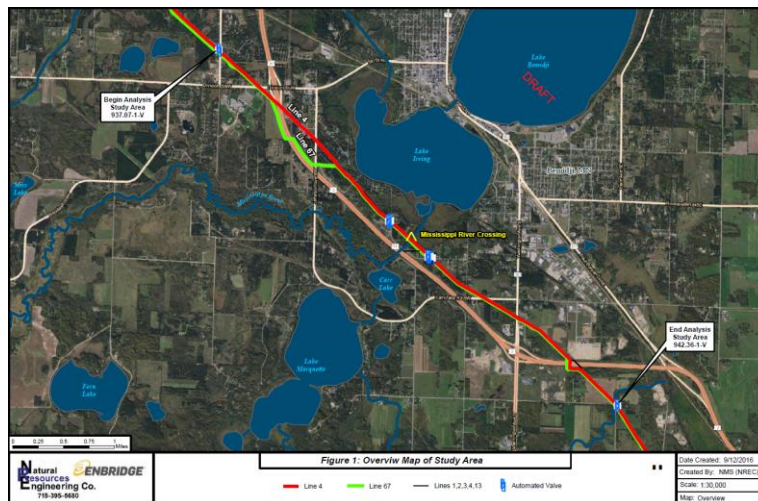 Begin Analysis
Study Area
937.07-1-V
Lake
Bemidji
DRAFT
Lake
Irving
Line 4
Line 67
Bemidji, MN
Mississippi River
Mississippi River Crossing
Carr
Lake
Lake
Marquette
Fern
Lake
End Analysis
Study Area
942.36-1-V
0 0.25 0.5 0.75 1
Miles
Natural
Resources
Engineering Co.
715-395-5680
ENBRIDGE
Figure 1: Overviw Map of Study Area
Line 4
Line 67
Lines 1,2,3,4,13
Automated Valve
Date Created: 9/12/2016
Created By: NMS (NREC)
Scale: 1:30,000
Map: Overview